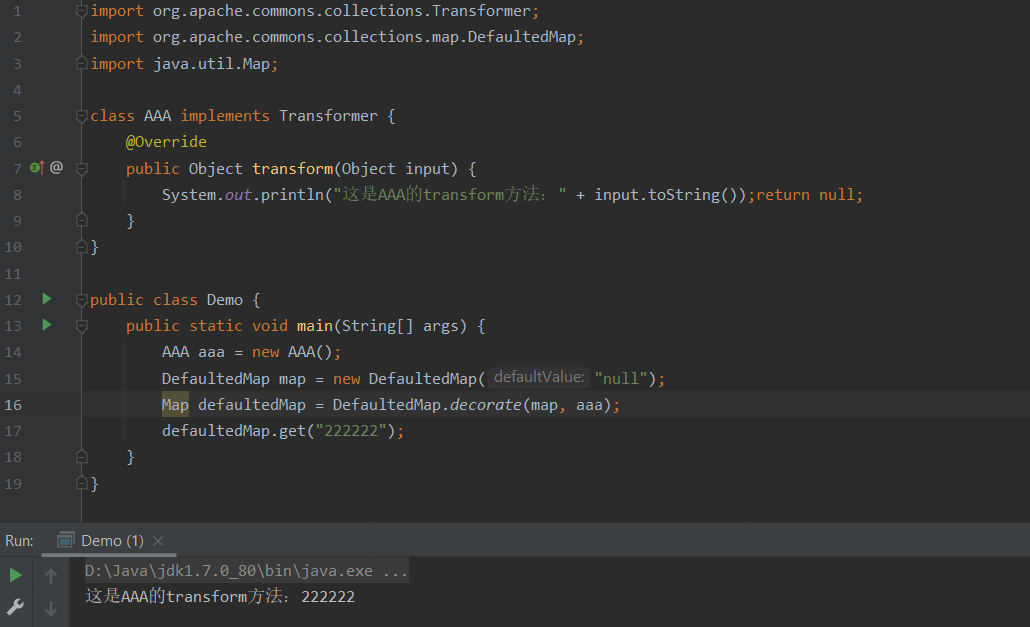 1 import org.apache.commons.collections.Transformer;
2 import org.apache.commons.collections.map.DefaultedMap;
3 import java.util.Map;
4
5 class AAA implements Transformer {
6 @Override
7 @ public Object transform(Object input) {
8 System.out.println("这是AAA的transform方法：" + input.toString());return null;
9 }
10 }
11
12 public class Demo {
13 public static void main(String[] args) {
14 AAA aaa = new AAA();
15 DefaultedMap map = new DefaultedMap( defaultValue: "null");
16 Map defaultedMap = DefaultedMap.decorate(map, aaa);
17 defaultedMap.get("222222");
18 }
19 }
Run: Demo (1) ×
D:\Java\jdk1.7.0_80\bin\java.exe ...
这是AAA的transform方法：222222